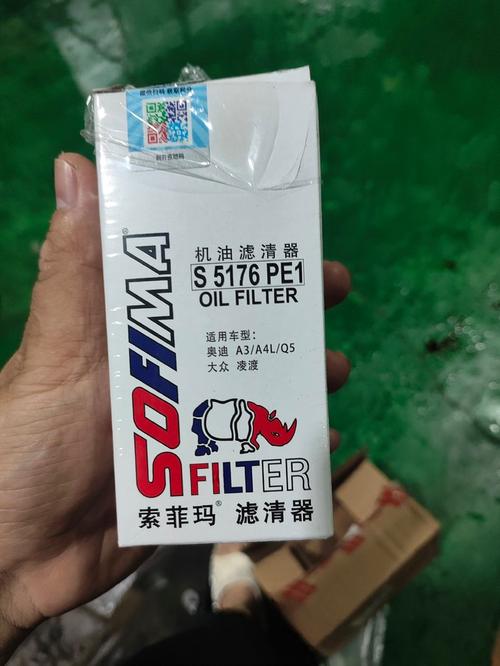 机油滤清器
S 5176 PE1
OIL FILTER
适用车型:
奥迪 A3/A4L/Q5
大众 凌渡
SOFIMA®
FILTER
索菲玛® 滤清器